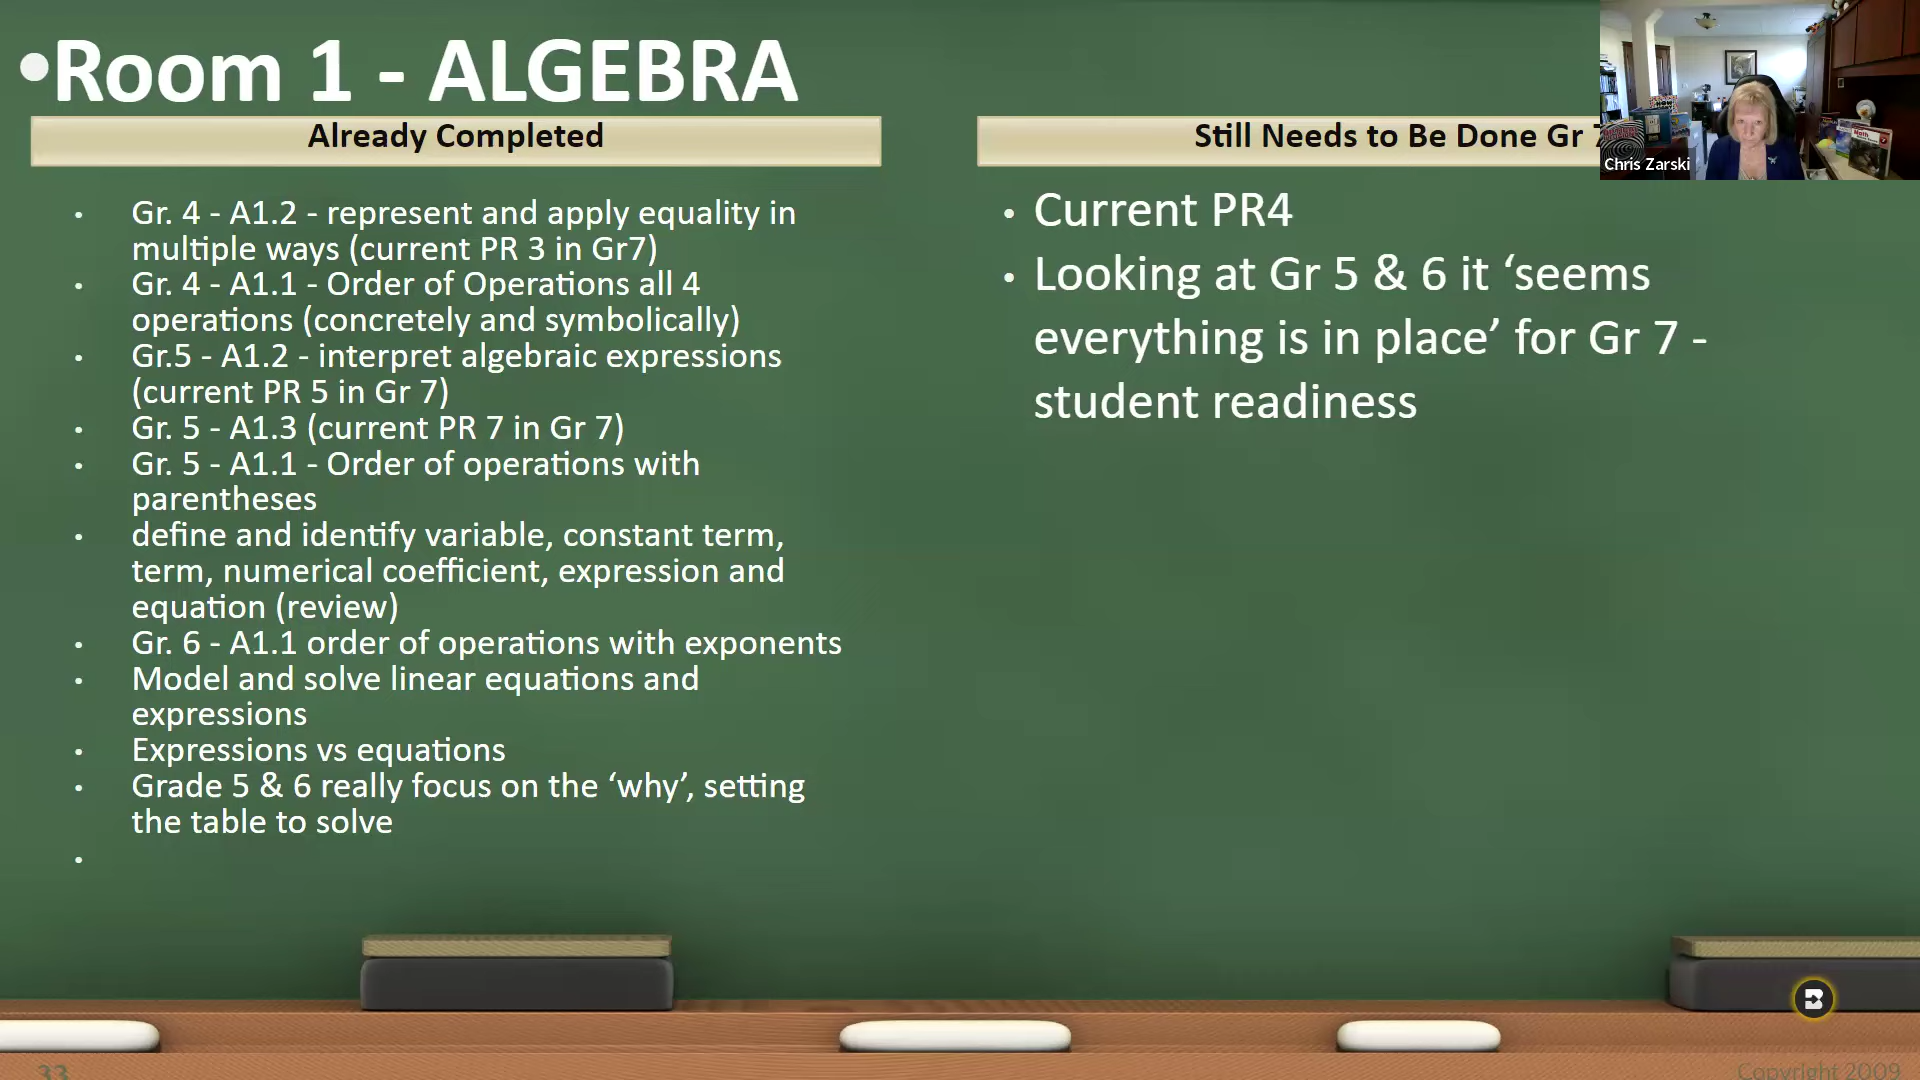 •Room 1 - ALGEBRA
Already Completed
• Gr. 4 - A1.2 - represent and apply equality in
multiple ways (current PR 3 in Gr7)
• Gr. 4 - A1.1 - Order of Operations all 4
operations (concretely and symbolically)
• Gr.5 - A1.2 - interpret algebraic expressions
(current PR 5 in Gr 7)
• Gr. 5 - A1.3 (current PR 7 in Gr 7)
• Gr. 5 - A1.1 - Order of operations with
parentheses
• define and identify variable, constant term,
term, numerical coefficient, expression and
equation (review)
• Gr. 6 - A1.1 order of operations with exponents
• Model and solve linear equations and
expressions
• Expressions vs equations
• Grade 5 & 6 really focus on the ‘why’, setting
the table to solve
•
Still Needs to Be Done Gr 7
• Current PR4
• Looking at Gr 5 & 6 it ‘seems
everything is in place’ for Gr 7 -
student readiness
Chris Zarski
Math
33
Copyright 2009